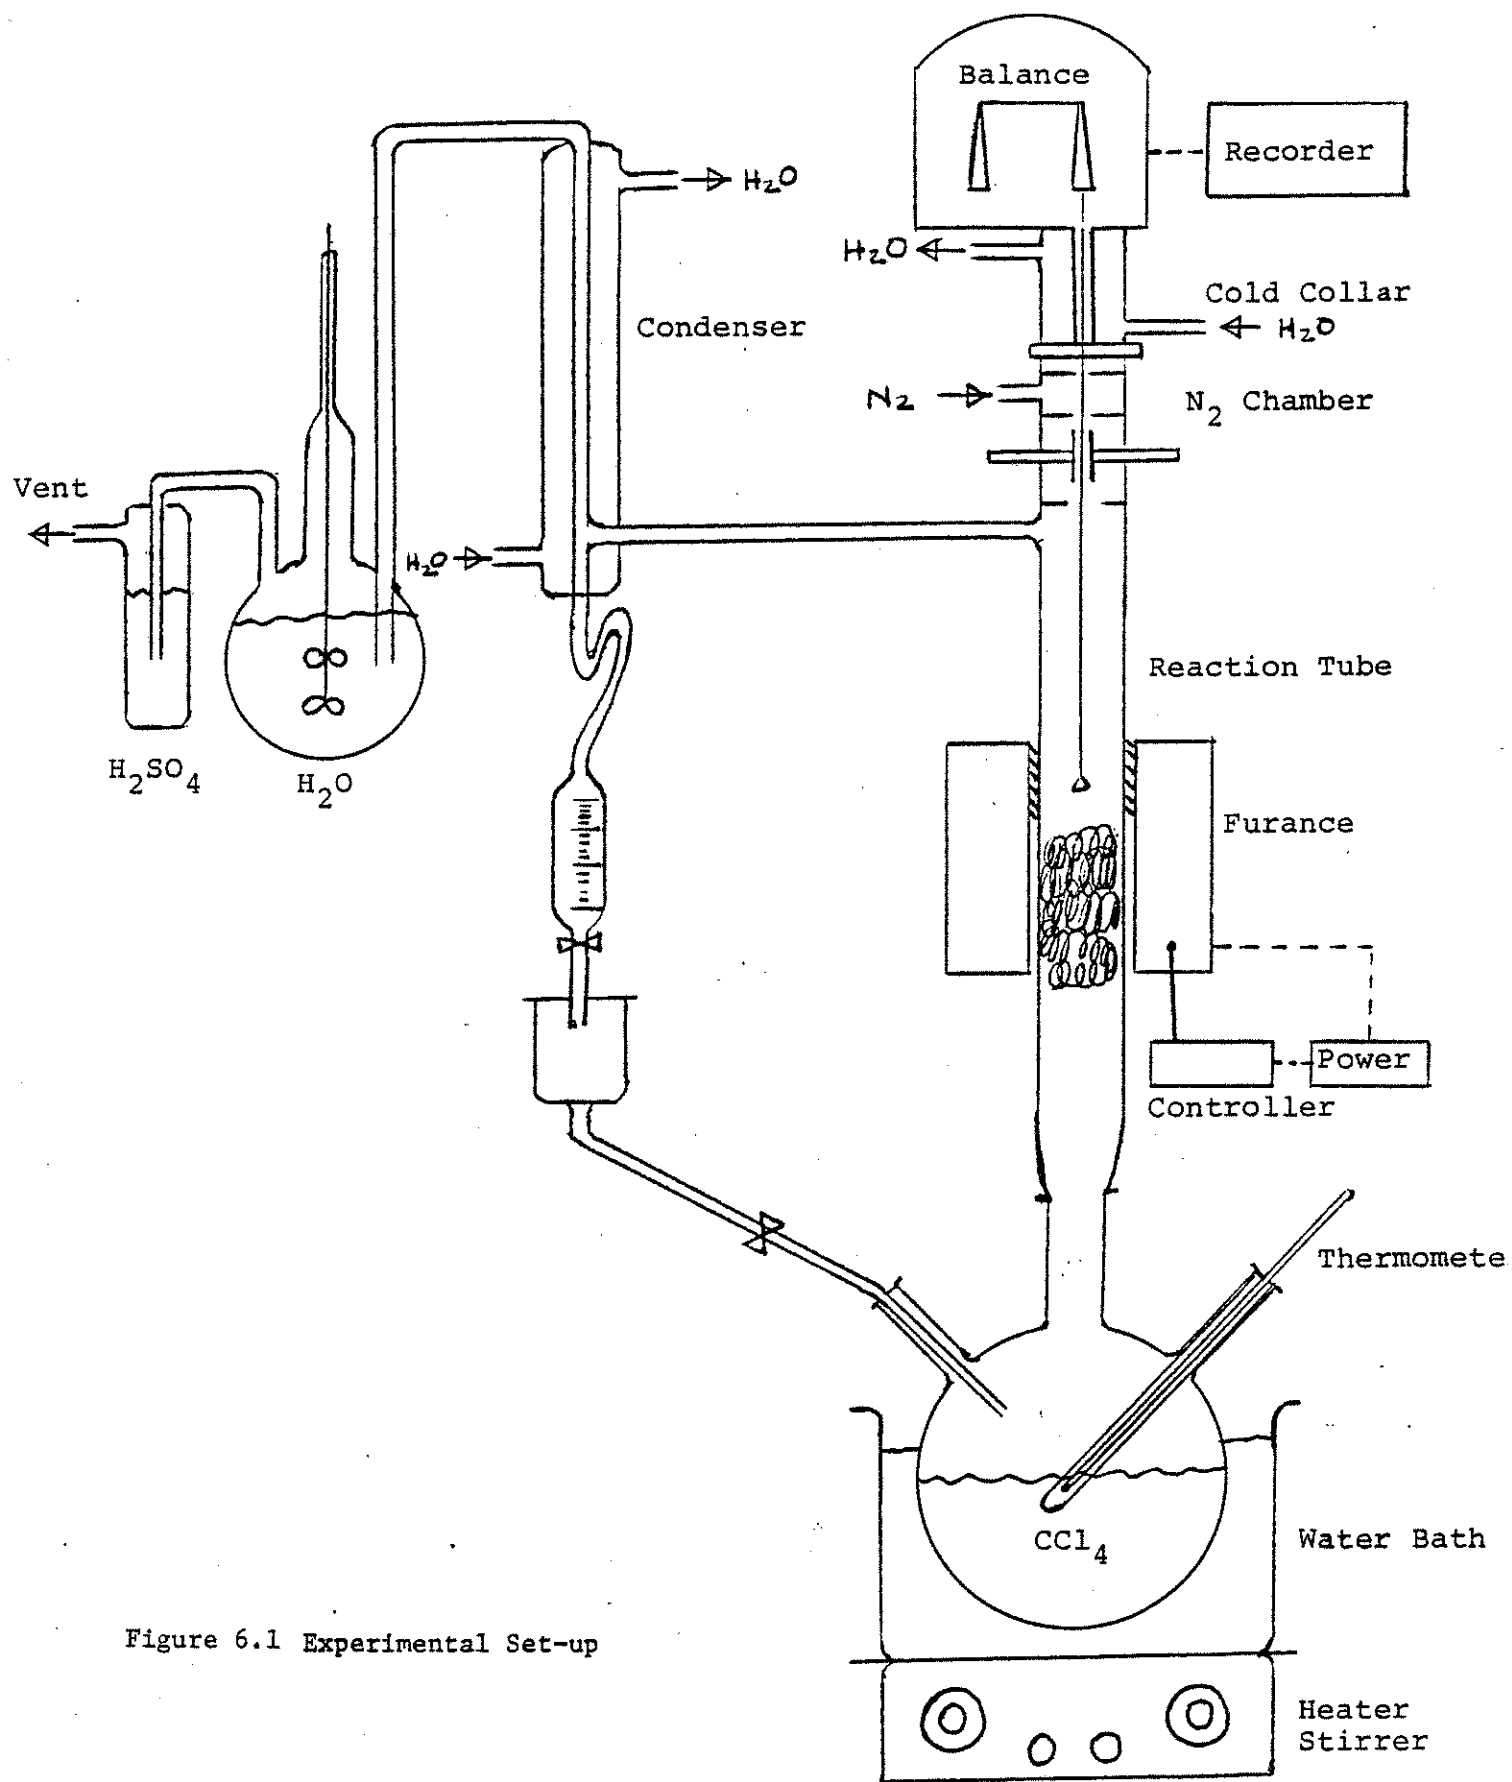 Balance
Recorder
H₂O
H₂O
Cold Collar
H₂O
Condenser
N₂
N₂ Chamber
Vent
H₂O
Reaction Tube
H₂SO₄
H₂O
Furance
Power
Controller
Thermomete
CCl₄
Water Bath
Figure 6.1 Experimental Set-up
Heater
Stirrer